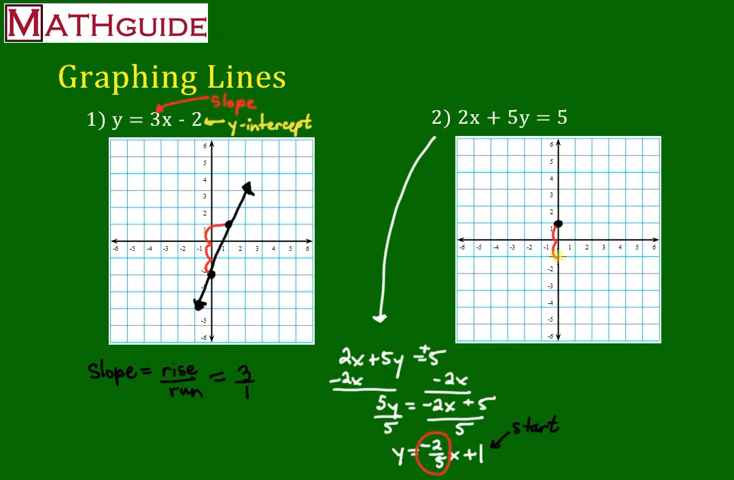 MATHGUIDE
Graphing Lines
slope
1) y = 3x - 2
y-intercept
2) 2x + 5y = 5
Slope = rise/run = 3/1
2x + 5y = +5
-2x -2x
5y/5 = -2x + 5/5
start
y = -2/5 x + 1